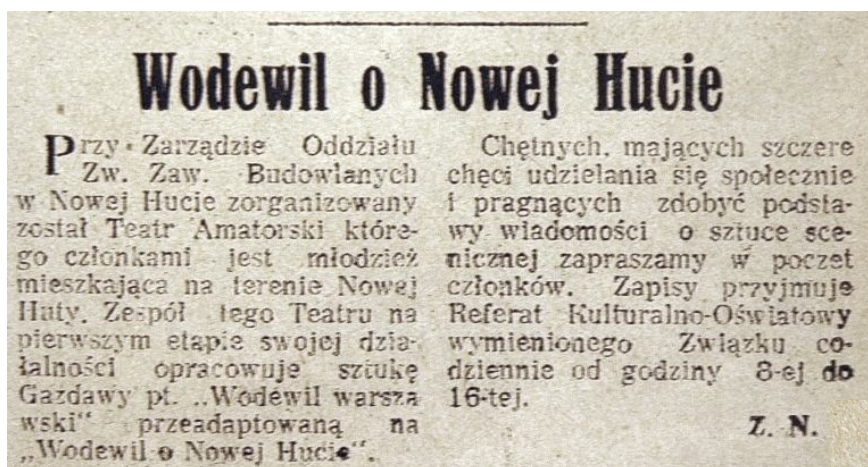 Wodewil o Nowej Hucie
Przy Zarządzie Oddziału
Zw. Zaw. Budowlanych
w Nowej Hucie zorganizowany
został Teatr Amatorski które-
go członkami jest młodzież
mieszkająca na terenie Nowej
Huty. Zespół tego Teatru na
pierwszym etapie swojej dzia-
łalności opracowuje sztukę
Gazdawy pt. „Wodewil warsza
wski" przeadaptowaną na
„Wodewil o Nowej Hucie".
Chętnych, mających szczere
chęci udzielania się społecznie
i pragnących zdobyć podsta-
wy wiadomości o sztuce sce-
nicznej zapraszamy w poczet
członków. Zapisy przyjmuje
Referat Kulturalno-Oświatowy
wymienionego Związku co-
dziennie od godziny 8-ej do
16-tej.
Z. N.